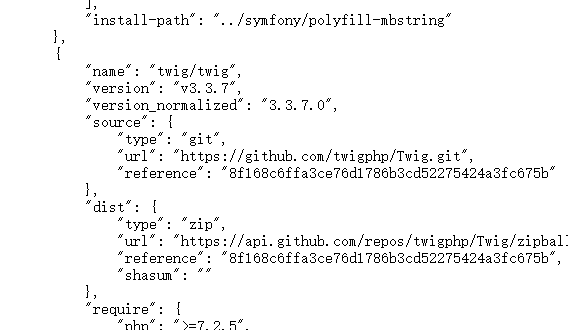 ],
"install-path": "../symfony/polyfill-mbstring"
},
{
"name": "twig/twig",
"version": "v3.3.7",
"version_normalized": "3.3.7.0",
"source": {
"type": "git",
"url": "https://github.com/twigphp/Twig.git",
"reference": "8f168c6ffa3ce76d1786b3cd52275424a3fc675b"
},
"dist": {
"type": "zip",
"url": "https://api.github.com/repos/twigphp/Twig/zipball
"reference": "8f168c6ffa3ce76d1786b3cd52275424a3fc675b",
"shasum": ""
},
"require": {
"php": ">=7.2.5",